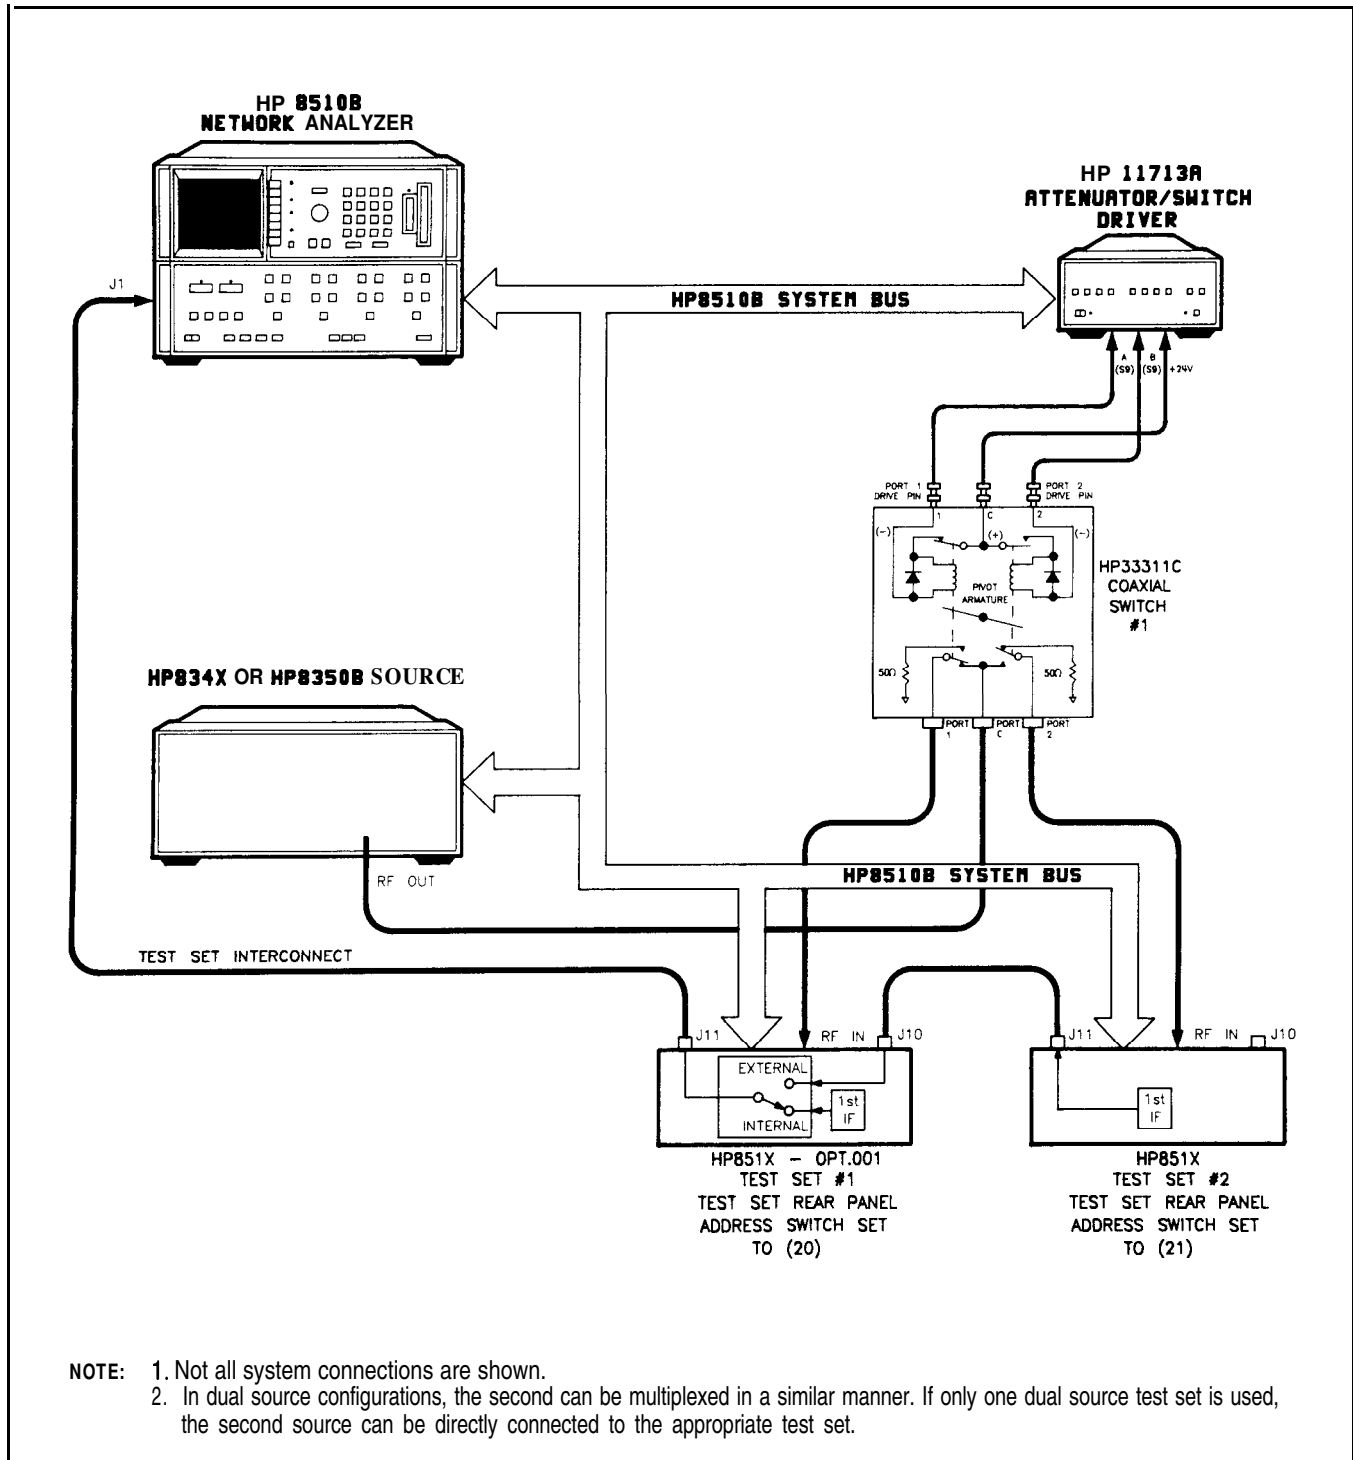 HP 8510B
NETWORK ANALYZER
HP 11713A
ATTENUATOR/SWITCH
DRIVER
J1
HP8510B SYSTEM BUS
A
(S9)
B
(S9)
+24V
PORT 1
DRIVE PIN
PORT 2
DRIVE PIN
1
C
2
(-)
(+)
(-)
PIVOT
ARMATURE
HP33311C
COAXIAL
SWITCH
#1
50Ω
50Ω
PORT
1
PORT
C
PORT
2
HP834X OR HP8350B SOURCE
RF OUT
HP8510B SYSTEM BUS
TEST SET INTERCONNECT
J11
RF IN
J10
J11
RF IN
J10
EXTERNAL
INTERNAL
1st
IF
1st
IF
HP851X - OPT.001
TEST SET #1
TEST SET REAR PANEL
ADDRESS SWITCH SET
TO (20)
HP851X
TEST SET #2
TEST SET REAR PANEL
ADDRESS SWITCH SET
TO (21)
NOTE: 1. Not all system connections are shown.
2. In dual source configurations, the second can be multiplexed in a similar manner. If only one dual source test set is used,
the second source can be directly connected to the appropriate test set.